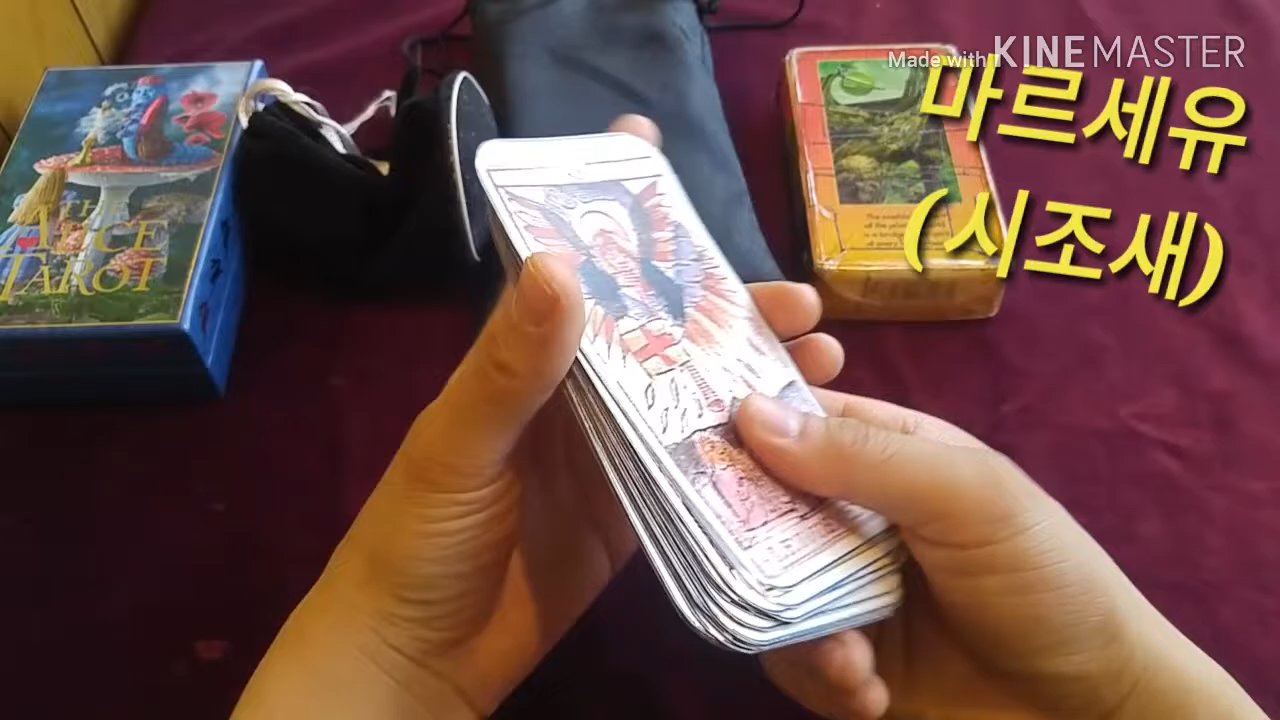 Made with KINEMASTER
마르세유
(시조새)
THE
ALICE
TAROT